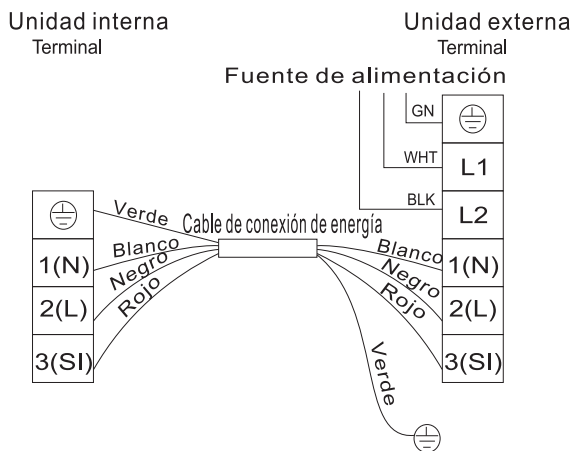 Unidad interna
Terminal
Unidad externa
Terminal
Fuente de alimentación
GN
WHT
L1
BLK
L2
Verde
Cable de conexión de energía
Blanco
Blanco
1(N)
1(N)
Negro
Negro
2(L)
2(L)
Rojo
Rojo
3(SI)
3(SI)
Verde